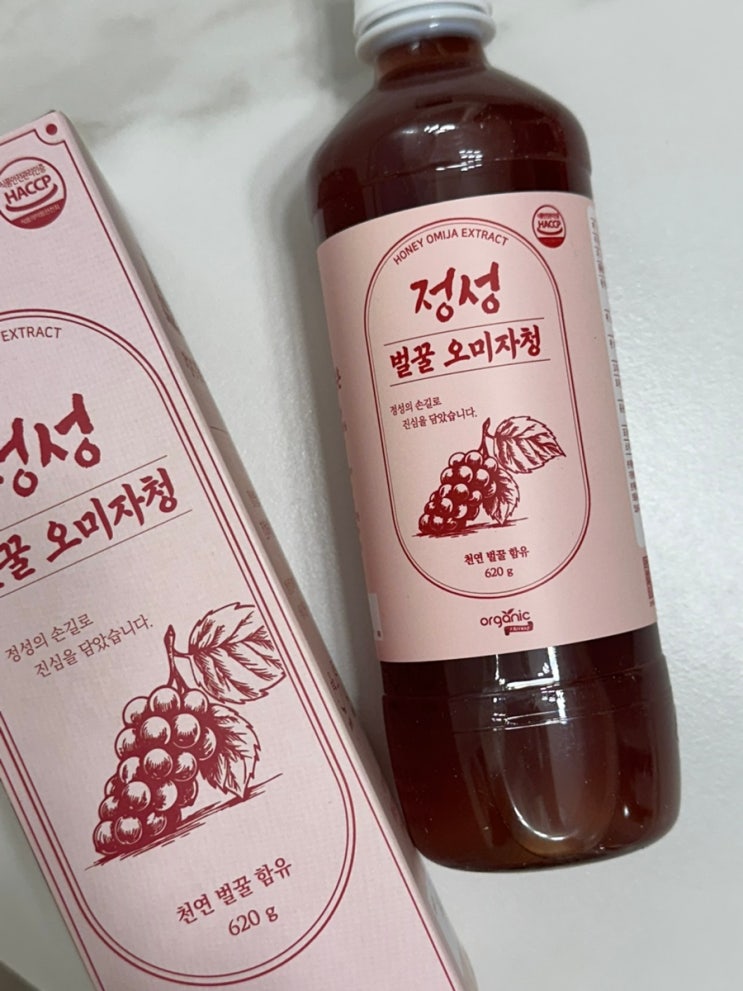 HACCP
EXTRACT
정성
꿀 오미자청
정성의 손길로
진심을 담았습니다.
천연 벌꿀 함유
620 g
HONEY OMIJA EXTRACT
HACCP
정성
벌꿀 오미자청
정성의 손길로
진심을 담았습니다.
천연 벌꿀 함유
620 g
organic